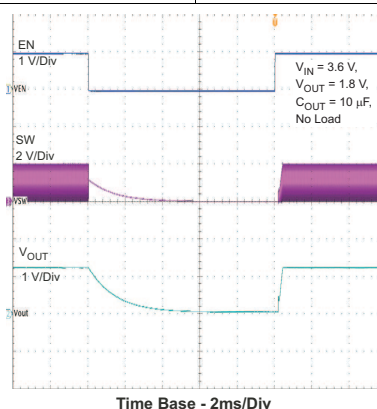 EN
1 V/Div
VEN
V_IN = 3.6 V,
V_OUT = 1.8 V,
C_OUT = 10 µF,
No Load
SW
2 V/Div
VSW
V_OUT
1 V/Div
Vout
Time Base - 2ms/Div